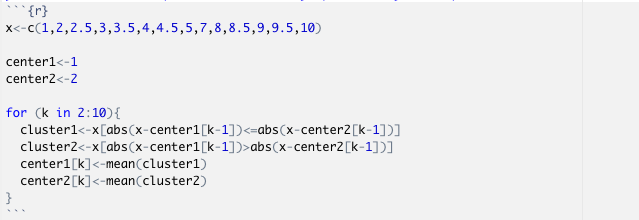 ```{r}
x<-c(1,2,2.5,3,3.5,4,4.5,5,7,8,8.5,9,9.5,10)
center1<-1
center2<-2
for (k in 2:10){
cluster1<-x[abs(x-center1[k-1])<=abs(x-center2[k-1])]
cluster2<-x[abs(x-center1[k-1])>abs(x-center2[k-1])]
center1[k]<-mean(cluster1)
center2[k]<-mean(cluster2)
}
```